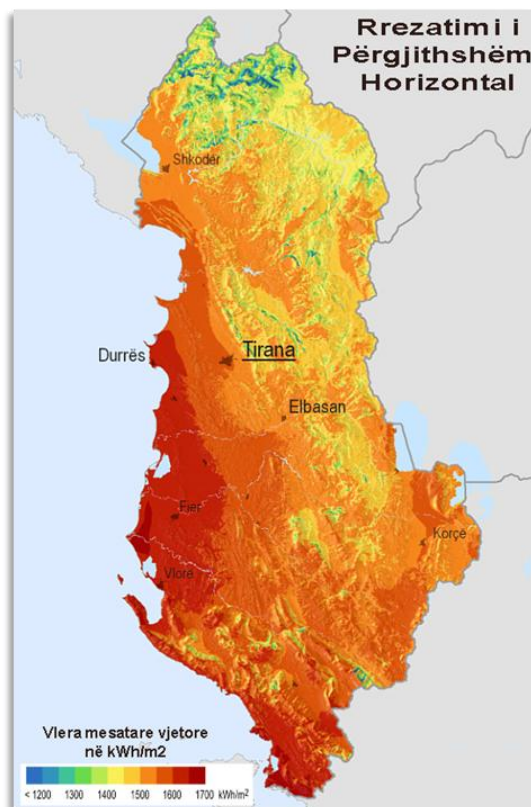 Rrezatimi i
Përgjithshëm
Horizontal
Shkodër
Durrës
Tirana
Elbasan
Fier
Korçë
Vlorë
Vlera mesatare vjetore
në kWh/m2
< 1200 1300 1400 1500 1600 1700 kWh/m²